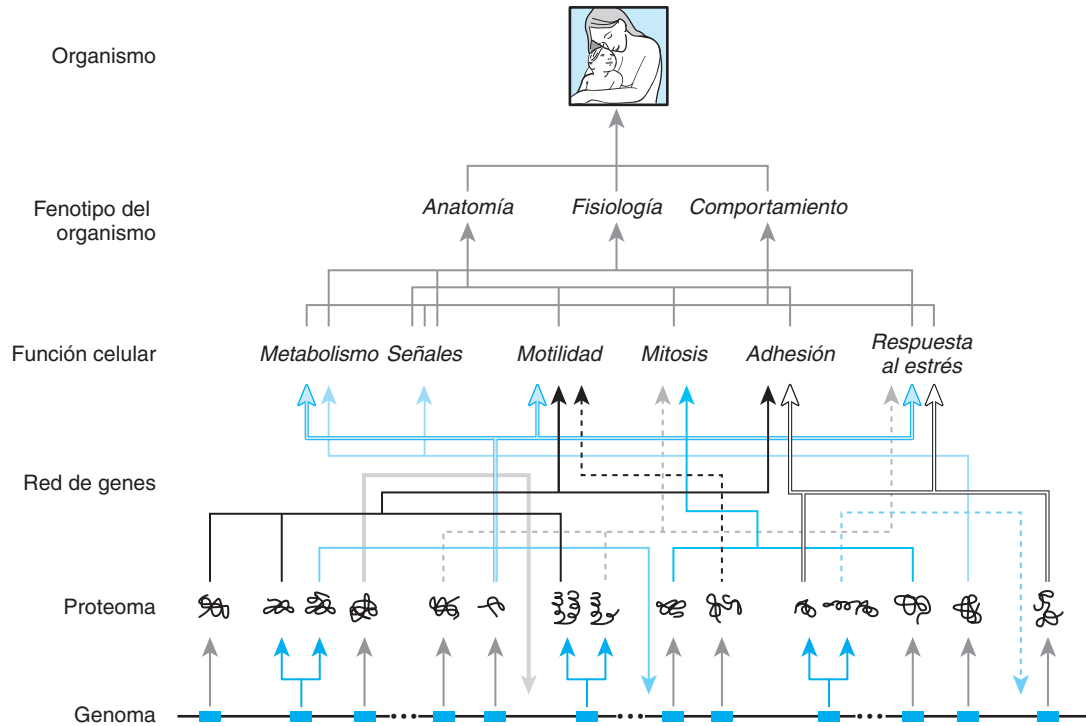 Organismo
Fenotipo del
organismo
Anatomía Fisiología Comportamiento
Función celular
Metabolismo Señales Motilidad Mitosis Adhesión Respuesta
al estrés
Red de genes
Proteoma
Genoma